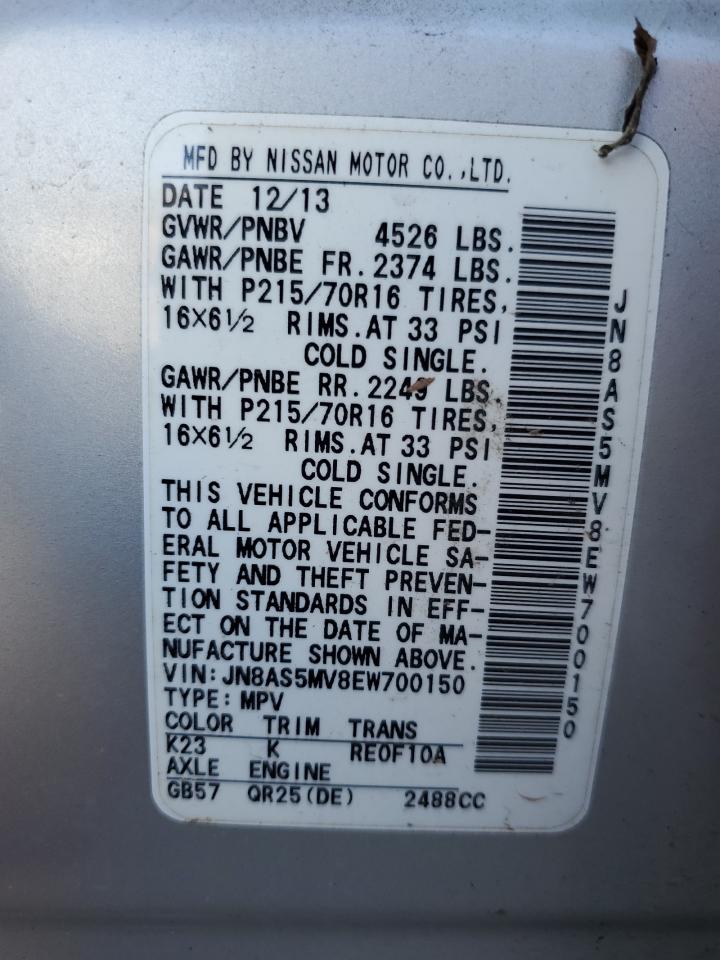 MFD BY NISSAN MOTOR CO.,LTD.
DATE 12/13
GVWR/PNBV 4526 LBS.
GAWR/PNBE FR. 2374 LBS.
WITH P215/70R16 TIRES,
16X6½ RIMS.AT 33 PSI
COLD SINGLE.
GAWR/PNBE RR. LBS.
WITH P215/70R16 TIRES,
16X6½ RIMS.AT 33 PSI
COLD SINGLE.
THIS VEHICLE CONFORMS
TO ALL APPLICABLE FED-
ERAL MOTOR VEHICLE SA-
FETY AND THEFT PREVEN-
TION STANDARDS IN EFF-
ECT ON THE DATE OF MA-
NUFACTURE SHOWN ABOVE.
VIN:JN8AS5MV8EW700150
TYPE:MPV
COLOR TRIM TRANS
K23 K RE0F10A
AXLE ENGINE
GB57 QR25(DE) 2488CC
JN8AS5MV8EW700150